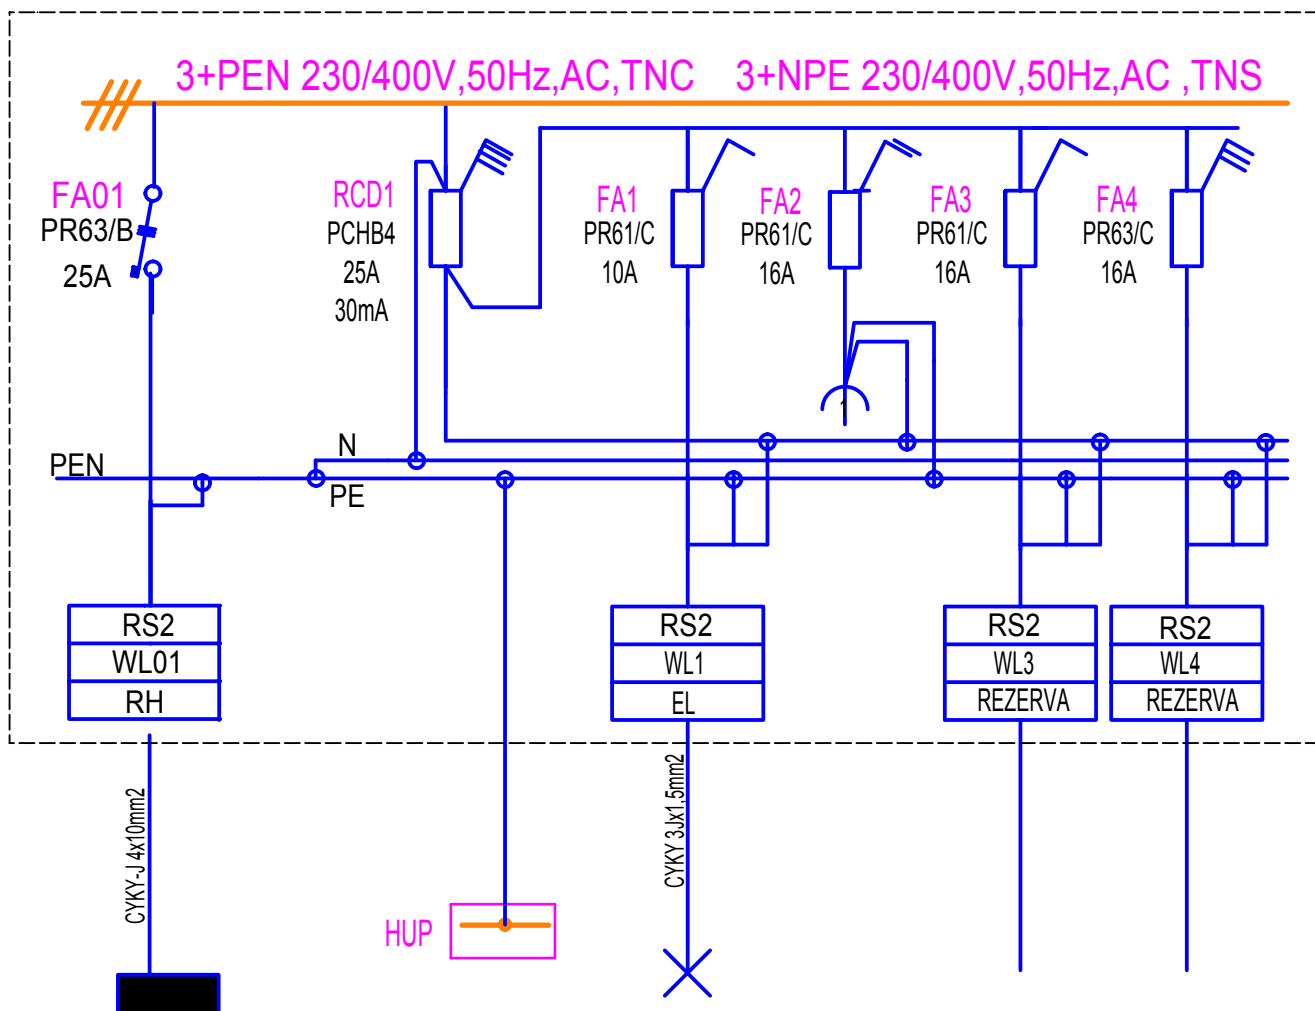 3+PEN 230/400V,50Hz,AC,TNC
3+NPE 230/400V,50Hz,AC ,TNS
FA01
PR63/B
25A
RCD1
PCHB4
25A
30mA
FA1
PR61/C
10A
FA2
PR61/C
16A
FA3
PR61/C
16A
FA4
PR63/C
16A
1
N
PEN
PE
RS2
WL01
RH
RS2
WL1
EL
RS2
WL3
REZERVA
RS2
WL4
REZERVA
CYKY-J 4x10mm2
CYKY 3Jx1,5mm2
HUP